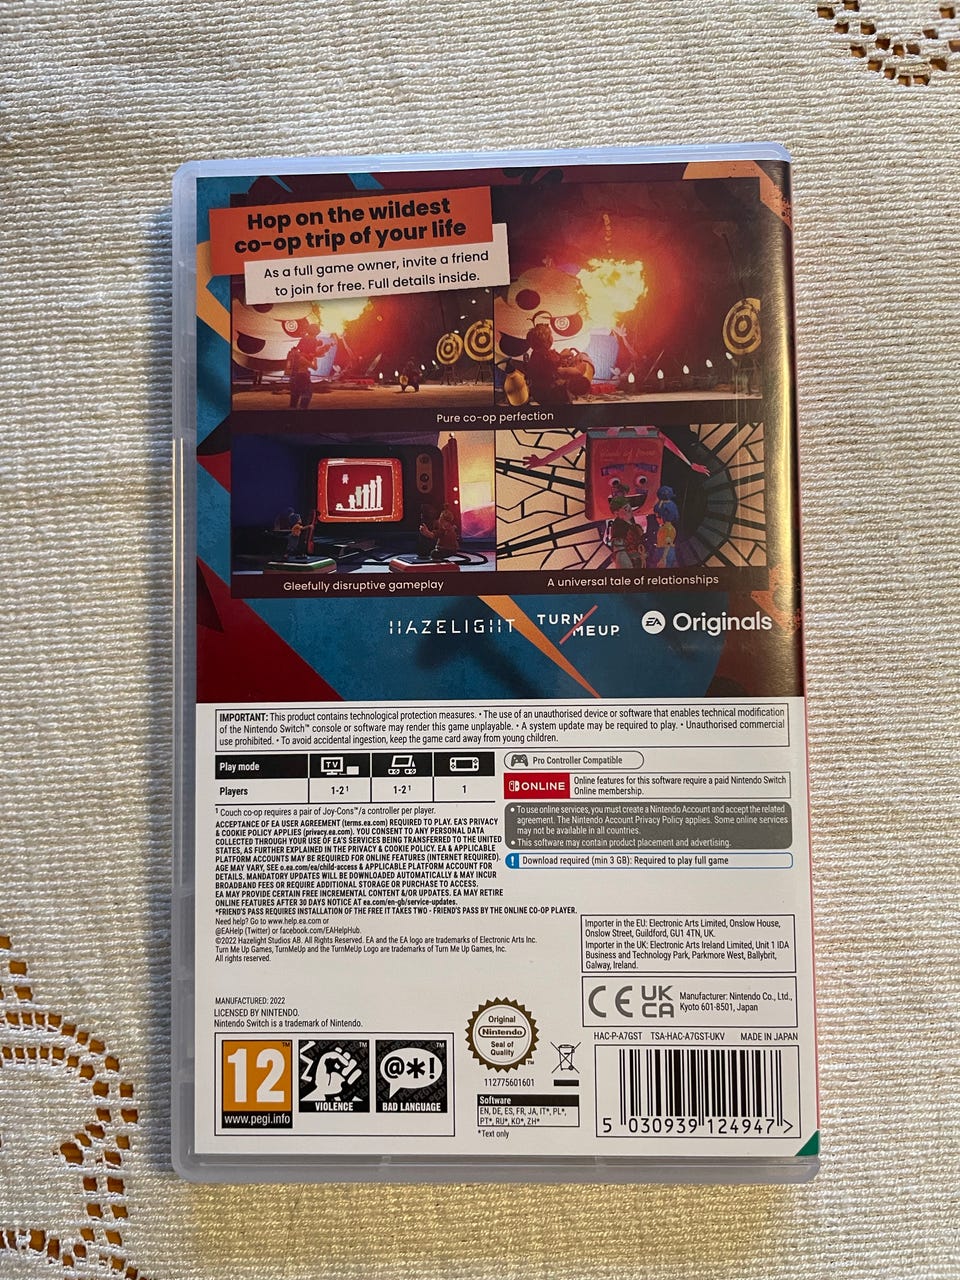 Hop on the wildest
co-op trip of your life
As a full game owner, invite a friend
to join for free. Full details inside.
Pure co-op perfection
Gleefully disruptive gameplay
A universal tale of relationships
HAZELIGHT
TURN
MEUP
EA Originals
IMPORTANT: This product contains technological protection measures. • The use of an unauthorised device or software that enables technical modification
of the Nintendo Switch™ console or software may render this game unplayable. • A system update may be required to play. • Unauthorised commercial
use prohibited. • To avoid accidental ingestion, keep the game card away from young children.
Play mode TV
Players 1-2¹ 1-2¹ 1
Pro Controller Compatible
ONLINE
Online features for this software require a paid Nintendo Switch
Online membership.
• To use online services, you must create a Nintendo Account and accept the related
agreement. The Nintendo Account Privacy Policy applies. Some online services
may not be available in all countries.
• This software may contain product placement and advertising.
! Download required (min 3 GB): Required to play full game
¹ Couch co-op requires a pair of Joy-Cons™/a controller per player.
ACCEPTANCE OF EA USER AGREEMENT (terms.ea.com) REQUIRED TO PLAY. EA'S PRIVACY
& COOKIE POLICY APPLIES (privacy.ea.com). YOU CONSENT TO ANY PERSONAL DATA
COLLECTED THROUGH YOUR USE OF EA'S SERVICES BEING TRANSFERRED TO THE UNITED
STATES, AS FURTHER EXPLAINED IN THE PRIVACY & COOKIE POLICY. EA & APPLICABLE
PLATFORM ACCOUNTS MAY BE REQUIRED FOR ONLINE FEATURES (INTERNET REQUIRED).
AGE MAY VARY, SEE o.ea.com/ea/child-access & APPLICABLE PLATFORM ACCOUNT FOR
DETAILS. MANDATORY UPDATES WILL BE DOWNLOADED AUTOMATICALLY & MAY INCUR
BROADBAND FEES OR REQUIRE ADDITIONAL STORAGE OR PURCHASE TO ACCESS.
EA MAY PROVIDE CERTAIN FREE INCREMENTAL CONTENT &/OR UPDATES. EA MAY RETIRE
ONLINE FEATURES AFTER 30 DAYS NOTICE AT ea.com/en-gb/service-updates.
*FRIEND'S PASS REQUIRES INSTALLATION OF THE FREE IT TAKES TWO - FRIEND'S PASS BY THE ONLINE CO-OP PLAYER.
Need help? Go to www.help.ea.com or
@EAHelp (Twitter) or facebook.com/EAHelpHub.
©2022 Hazelight Studios AB. All Rights Reserved. EA and the EA logo are trademarks of Electronic Arts Inc.
Turn Me Up Games, TurnMeUp and the TurnMeUp Logo are trademarks of Turn Me Up Games, Inc.
All rights reserved.
Importer in the EU: Electronic Arts Limited, Onslow House,
Onslow Street, Guildford, GU1 4TN, UK.
Importer in the UK: Electronic Arts Ireland Limited, Unit 1 IDA
Business and Technology Park, Parkmore West, Ballybrit,
Galway, Ireland.
CE UK
CA
Manufacturer: Nintendo Co., Ltd.,
Kyoto 601-8501, Japan
MANUFACTURED: 2022
LICENSED BY NINTENDO.
Nintendo Switch is a trademark of Nintendo.
HAC-P-A7GST TSA-HAC-A7GST-UKV MADE IN JAPAN
Original
Nintendo
Seal of
Quality
™
112775601601
12
www.pegi.info
VIOLENCE
@*!
BAD LANGUAGE
Software
EN, DE, ES, FR, JA, IT*, PL*,
PT*, RU*, KO*, ZH*
*Text only
5 030939 124947 >